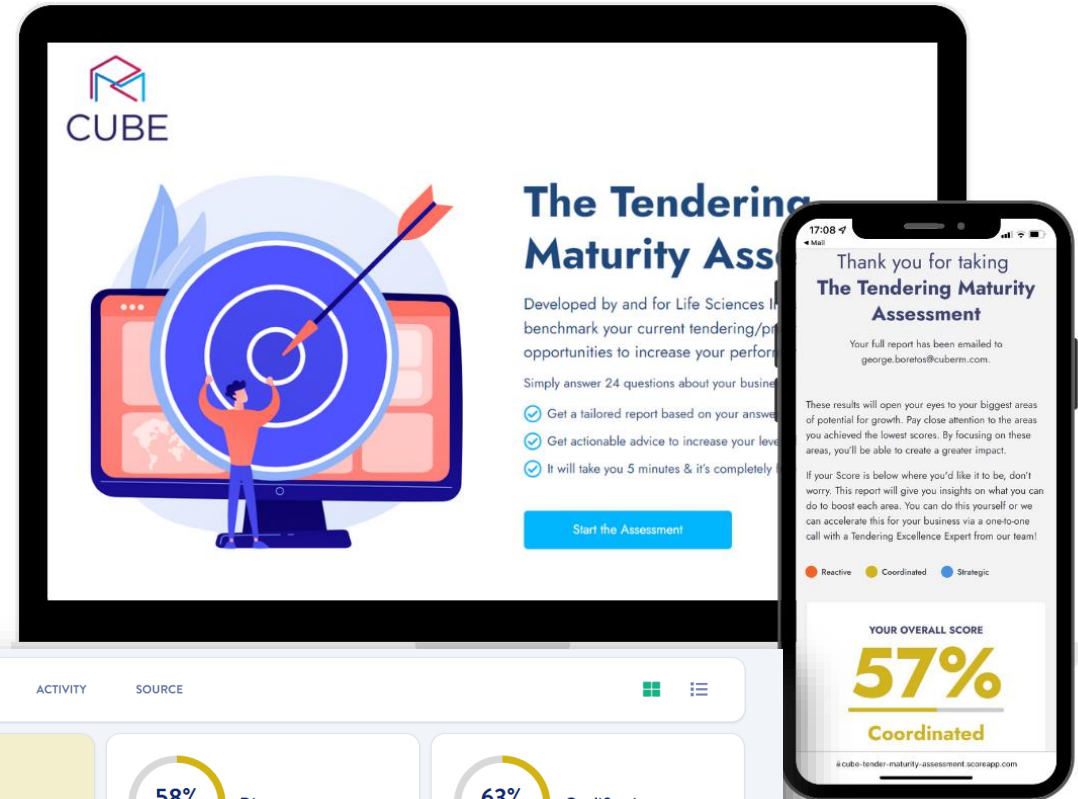 CUBE
The Tendering
Maturity
Developed by and for Life Sciences
benchmark your current
opportunities to increase your
Simply answer 24 questions about your
Get a tailored report based on your
Get actionable advice to increase your
It will take you 5 minutes & it's completely
Start the Assessment
17:08
Mail
Thank you for taking
The Tendering Maturity
Assessment
Your full report has been emailed to
george.boretos@cuberm.com.
These results will open your eyes to your biggest areas
of potential for growth. Pay close attention to the areas
you achieved the lowest scores. By focusing on these
areas, you'll be able to create a greater impact.
If your Score is below where you'd like it to be, don't
worry. This report will give you insights on what you can
do to boost each area. You can do this yourself or we
can accelerate this for your business via a one-to-one
call with a Tendering Excellence Expert from our team!
Reactive Coordinated Strategic
YOUR OVERALL SCORE
57%
Coordinated
cube-tender-maturity-assessment.scoreapp.com
ACTIVITY SOURCE
58%
63%